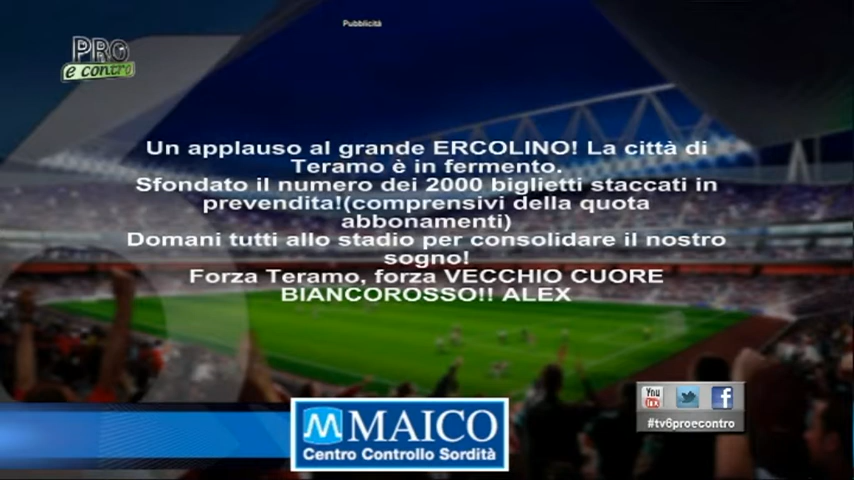 Pubblicità
PRO
e contro
Un applauso al grande ERCOLINO! La città di
Teramo è in fermento.
Sfondato il numero dei 2000 biglietti staccati in
prevendita!(comprensivi della quota
abbonamenti)
Domani tutti allo stadio per consolidare il nostro
sogno!
Forza Teramo, forza VECCHIO CUORE
BIANCOROSSO!! ALEX
You
f
#tv6proecontro
MAICO
Centro Controllo Sordità